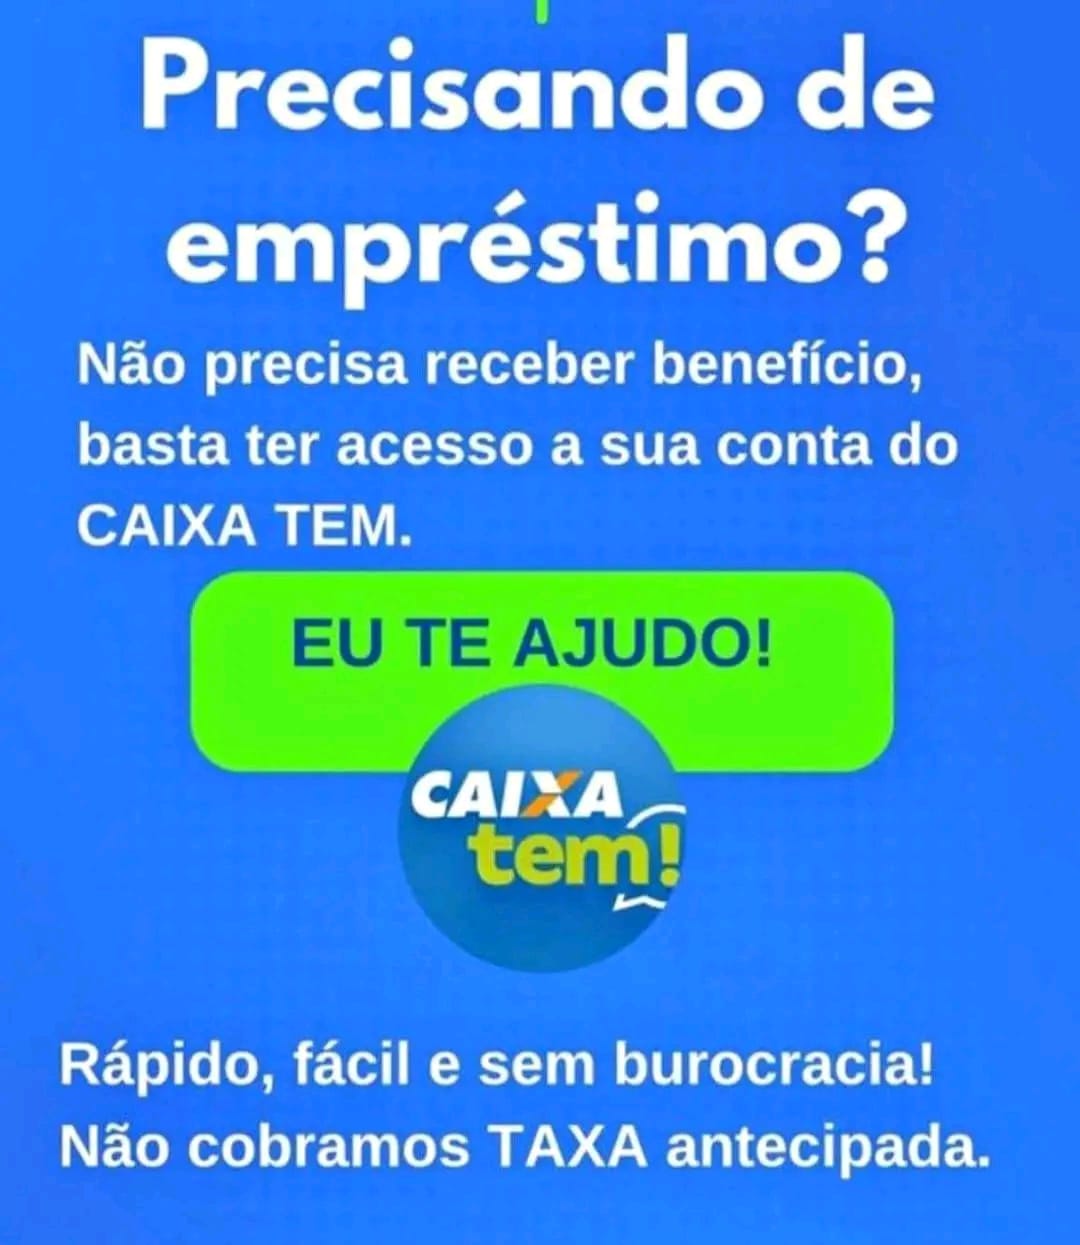 Precisando de
empréstimo?
Não precisa receber benefício,
basta ter acesso a sua conta do
CAIXA TEM.
EU TE AJUDO!
CAIXA
tem!
Rápido, fácil e sem burocracia!
Não cobramos TAXA antecipada.